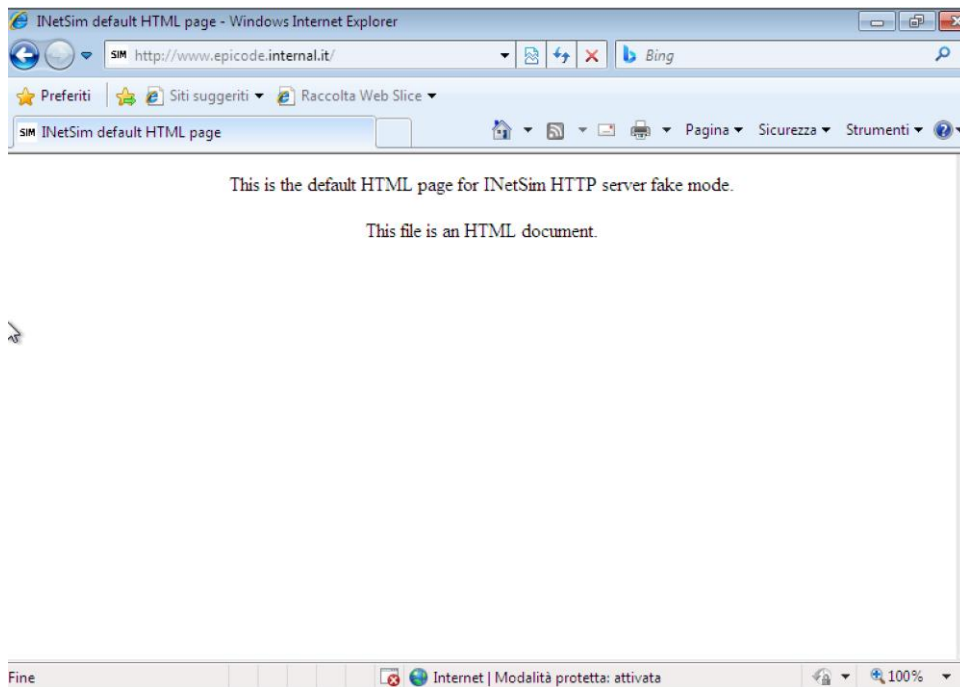 INetSim default HTML page - Windows Internet Explorer
SIM http://www.epicode.internal.it/
Bing
Preferiti Siti suggeriti Raccolta Web Slice
SIM INetSim default HTML page
Pagina Sicurezza Strumenti
This is the default HTML page for INetSim HTTP server fake mode.
This file is an HTML document.
Fine
Internet | Modalità protetta: attivata
100%